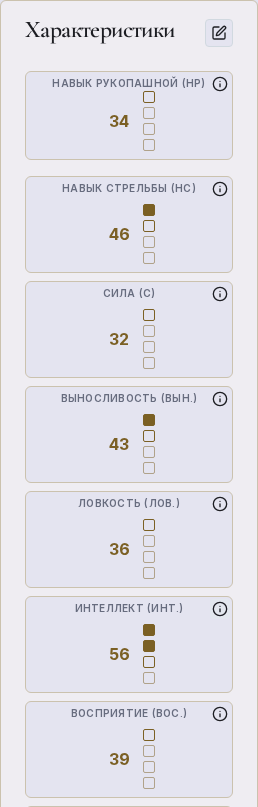 Характеристики
НАВЫК РУКОПАШНОЙ (НР)
34
НАВЫК СТРЕЛЬБЫ (НС)
46
СИЛА (С)
32
ВЫНОСЛИВОСТЬ (ВЫН.)
43
ЛОВКОСТЬ (ЛОВ.)
36
ИНТЕЛЛЕКТ (ИНТ.)
56
ВОСПРИЯТИЕ (ВОС.)
39